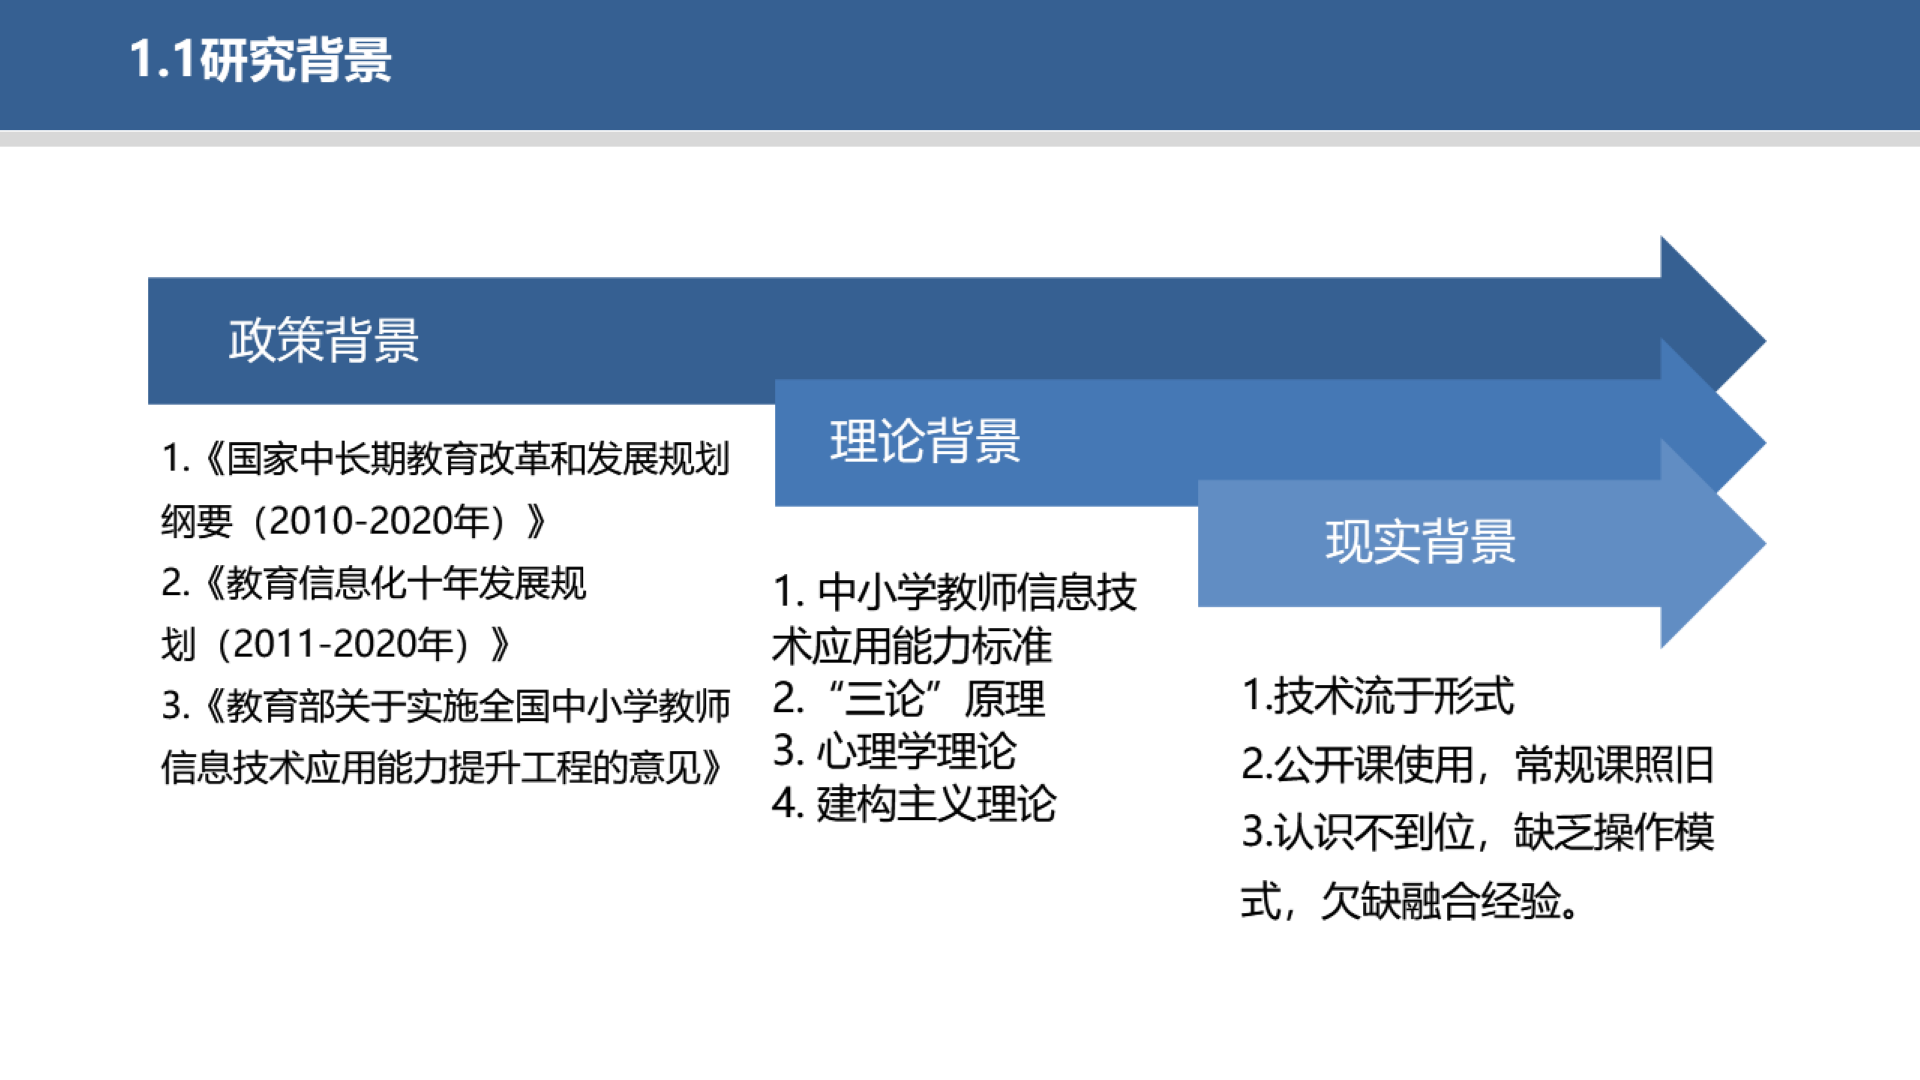 1.1研究背景
政策背景
1.《国家中长期教育改革和发展规划
纲要（2010-2020年）》
2.《教育信息化十年发展规
划（2011-2020年）》
3.《教育部关于实施全国中小学教师
信息技术应用能力提升工程的意见》
理论背景
1. 中小学教师信息技
术应用能力标准
2.“三论”原理
3. 心理学理论
4. 建构主义理论
现实背景
1.技术流于形式
2.公开课使用，常规课照旧
3.认识不到位，缺乏操作模
式，欠缺融合经验。